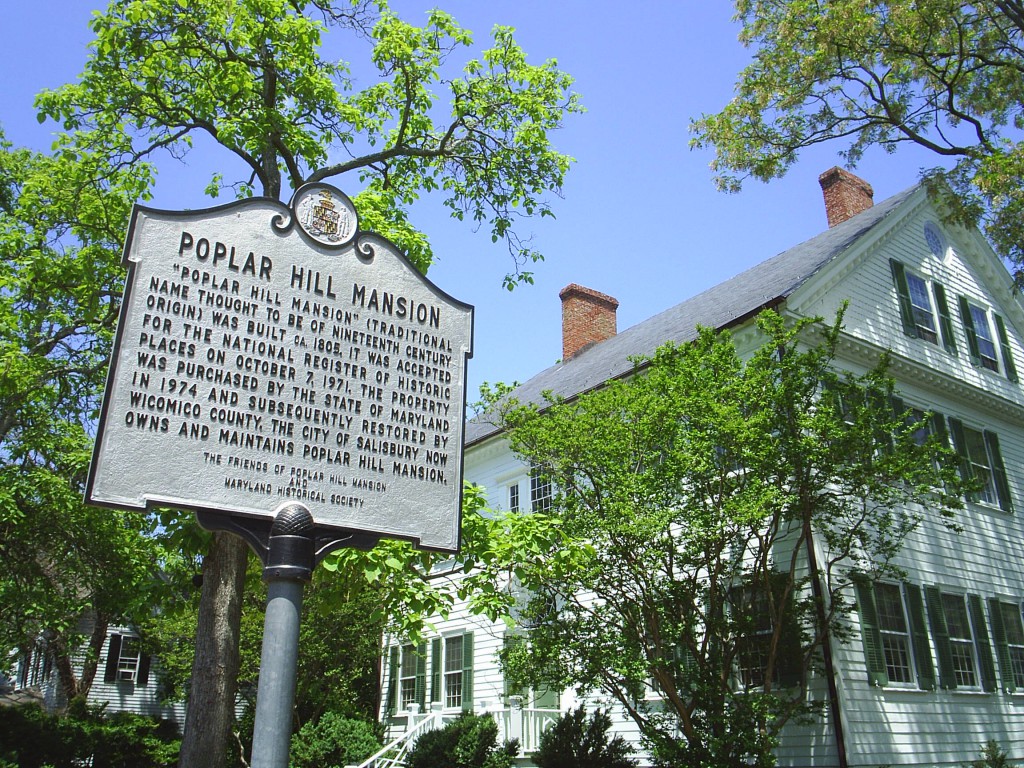 POPLAR HILL MANSION
"POPLAR HILL MANSION" (TRADITIONAL
NAME THOUGHT TO BE OF NINETEENTH CENTURY
ORIGIN) WAS BUILT CA. 1805. IT WAS ACCEPTED
FOR THE NATIONAL REGISTER OF HISTORIC
PLACES ON OCTOBER 7, 1971. THE PROPERTY
WAS PURCHASED BY THE STATE OF MARYLAND
IN 1974 AND SUBSEQUENTLY RESTORED BY
WICOMICO COUNTY. THE CITY OF SALISBURY NOW
OWNS AND MAINTAINS POPLAR HILL MANSION.
THE FRIENDS OF POPLAR HILL MANSION
AND
MARYLAND HISTORICAL SOCIETY